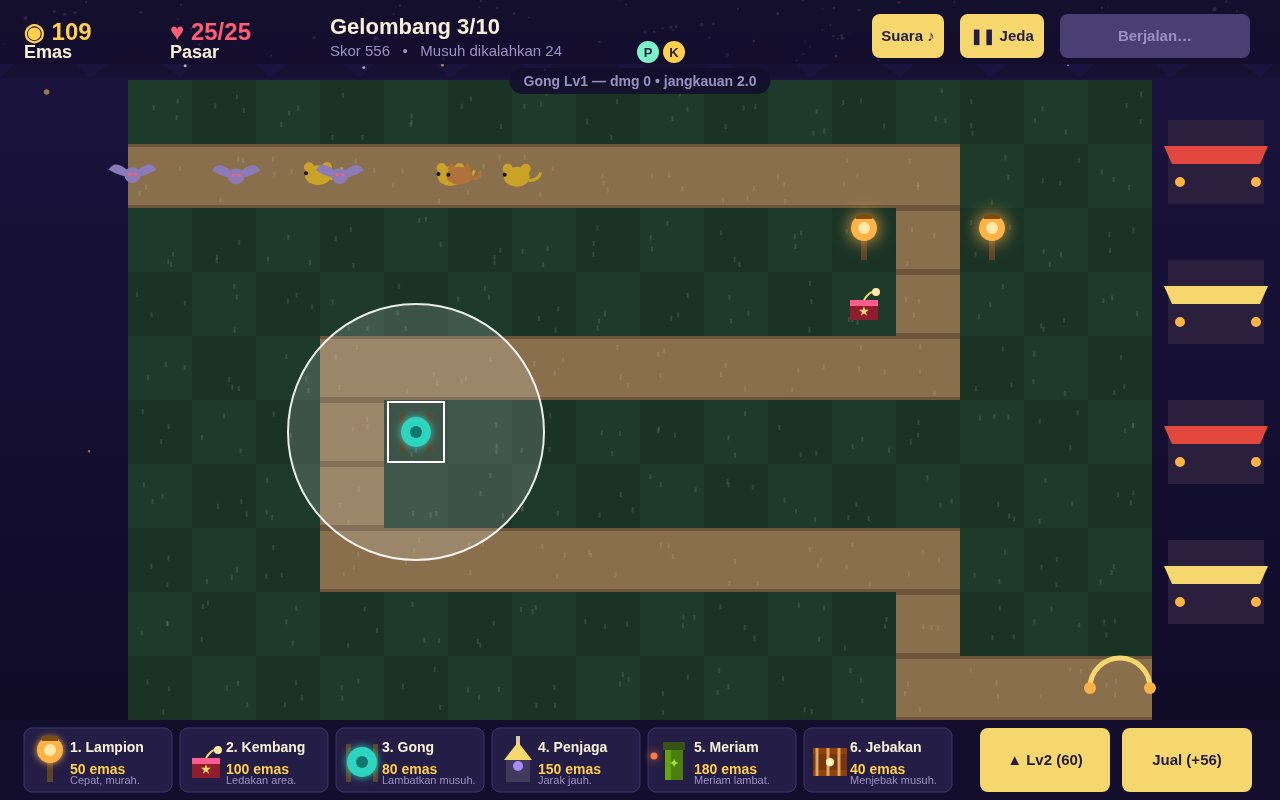 ◉ 109
Emas
♥ 25/25
Pasar
Gelombang 3/10
Skor 556 • Musuh dikalahkan 24
P K
Suara ♪
❚❚ Jeda
Berjalan…
Gong Lv1 — dmg 0 • jangkauan 2.0
1. Lampion
50 emas
Cepat, murah.
2. Kembang
100 emas
Ledakan area.
3. Gong
80 emas
Lambatkan musuh.
4. Penjaga
150 emas
Jarak jauh.
5. Meriam
180 emas
Meriam lambat.
6. Jebakan
40 emas
Menjebak musuh.
▲ Lv2 (60)
Jual (+56)